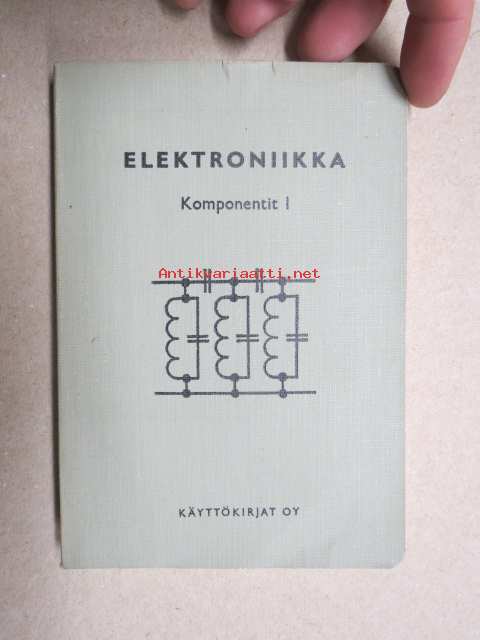 ELEKTRONIIKKA
Komponentit I
Antikvariaatti.net
KÄYTTÖKIRJAT OY